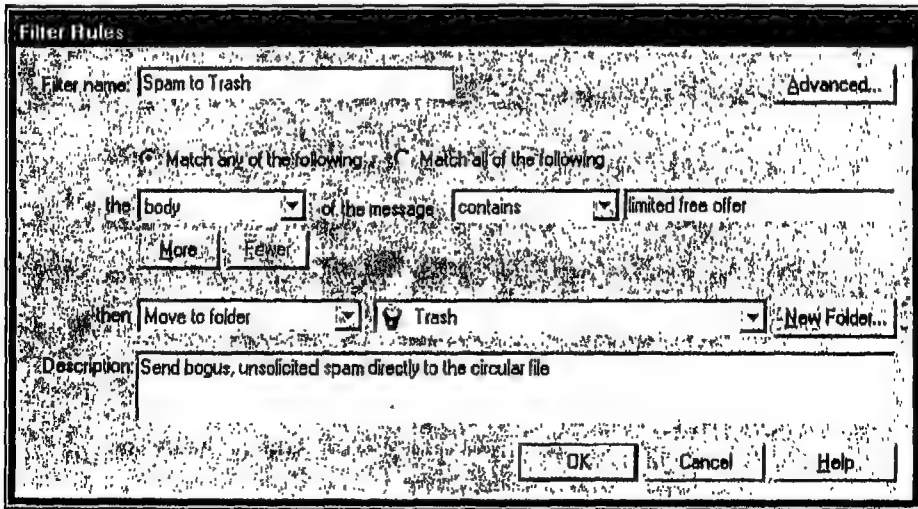 Filter Rules
Filter name: Spam to Trash Advanced...
Match any of the following Match all of the following
the body of the message contains limited free offer
More Fewer
then Move to folder Trash New Folder...
Description: Send bogus, unsolicited spam directly to the circular file
OK Cancel Help